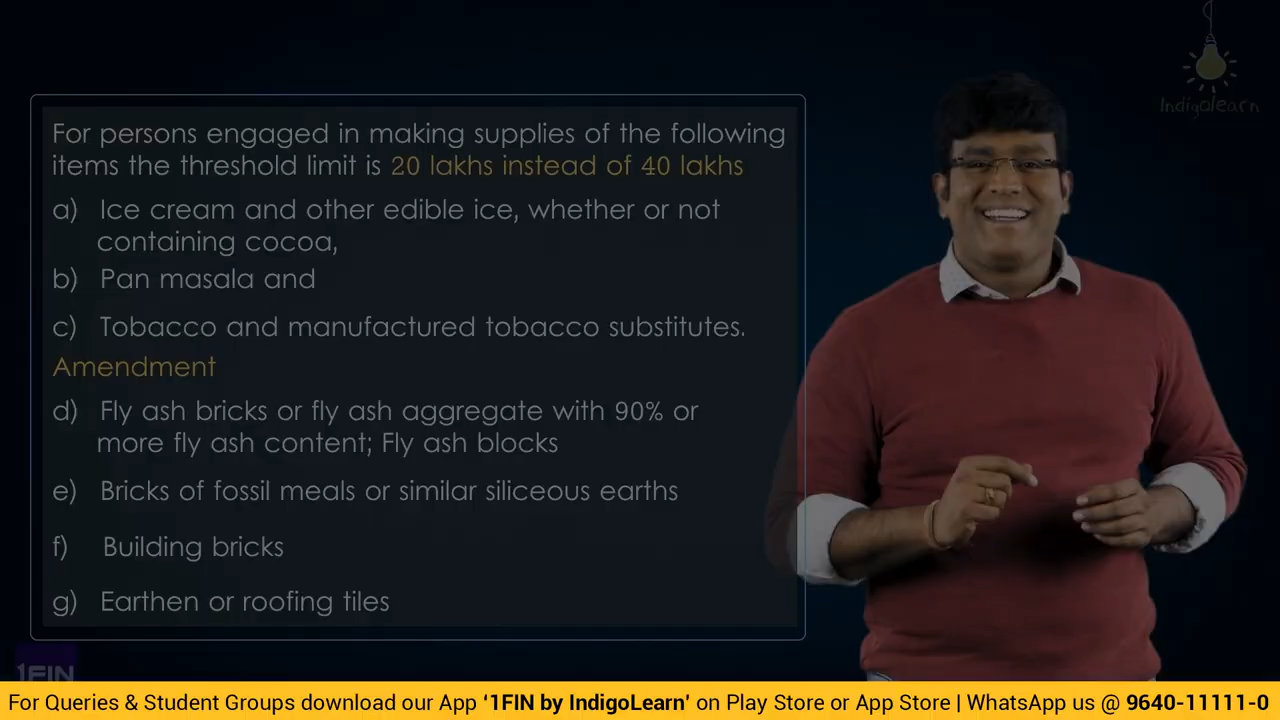 Indigolearn
For persons engaged in making supplies of the following
items the threshold limit is 20 lakhs instead of 40 lakhs
a) Ice cream and other edible ice, whether or not
containing cocoa,
b) Pan masala and
c) Tobacco and manufactured tobacco substitutes.
Amendment
d) Fly ash bricks or fly ash aggregate with 90% or
more fly ash content; Fly ash blocks
e) Bricks of fossil meals or similar siliceous earths
f) Building bricks
g) Earthen or roofing tiles
1FIN
For Queries & Student Groups download our App ‘1FIN by IndigoLearn’ on Play Store or App Store | WhatsApp us @ 9640-11111-0